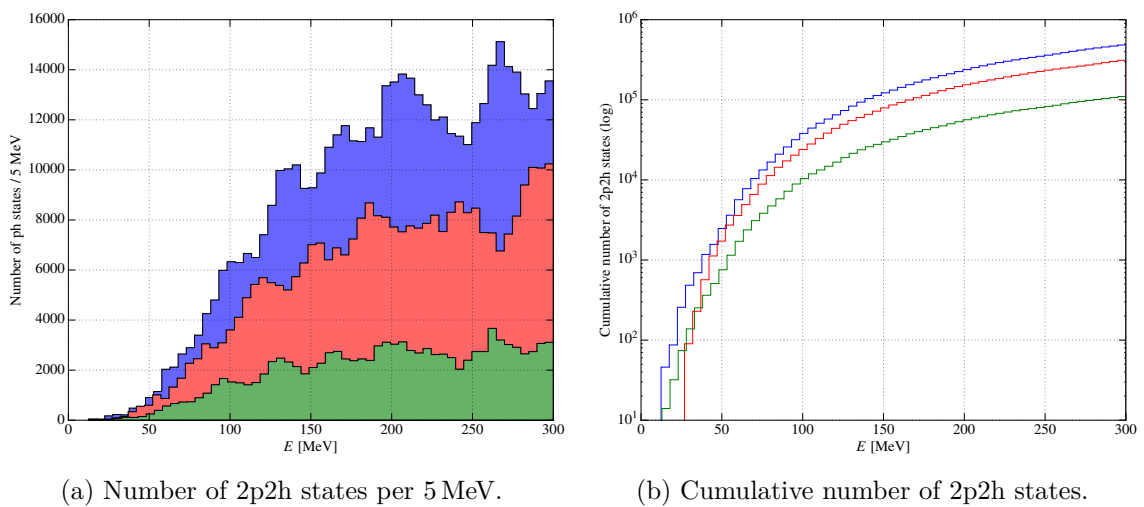 16000
14000
12000
10000
8000
6000
4000
2000
0
Number of ph states / 5 MeV
0 50 100 150 200 250 300
E [MeV]
10^6
10^5
10^4
10^3
10^2
10^1
Cumulative number of 2p2h states (log)
0 50 100 150 200 250 300
E [MeV]
(a) Number of 2p2h states per 5 MeV.
(b) Cumulative number of 2p2h states.